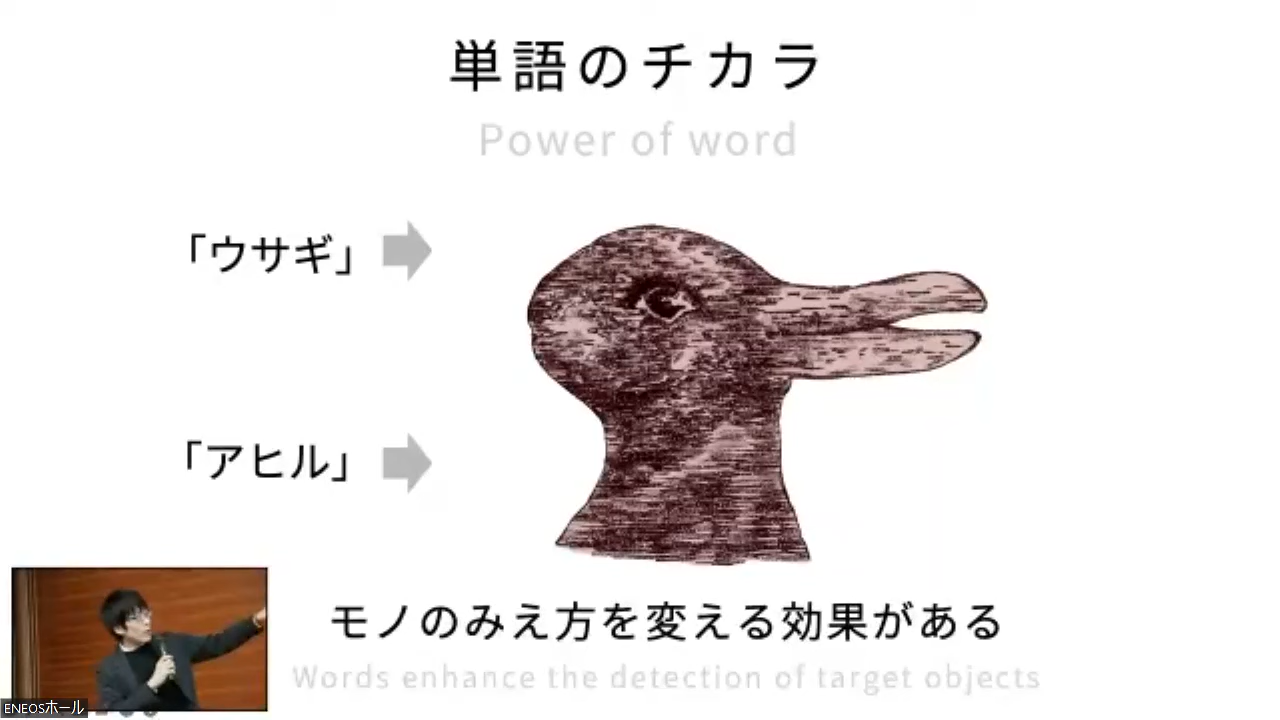 単語のチカラ
Power of word
「ウサギ」
「アヒル」
モノのみえ方を変える効果がある
Words enhance the detection of target objects
ENEOSホール